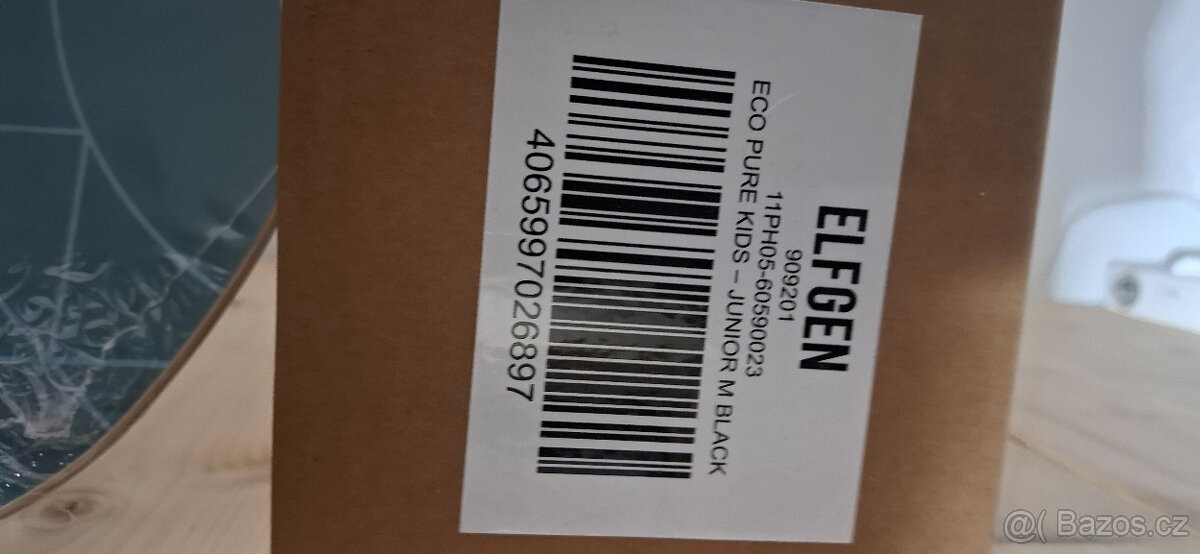 ELFGEN
909201
11PH05-60590023
ECO PURE KIDS – JUNIOR M BLACK
4065997026897
@( Bazos.cz